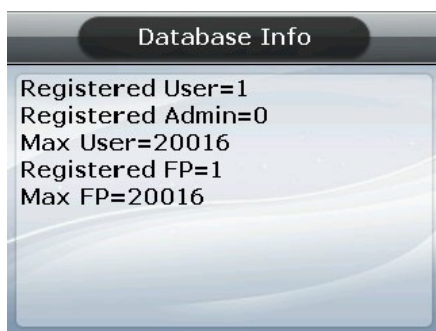 Database Info
Registered User=1
Registered Admin=0
Max User=20016
Registered FP=1
Max FP=20016